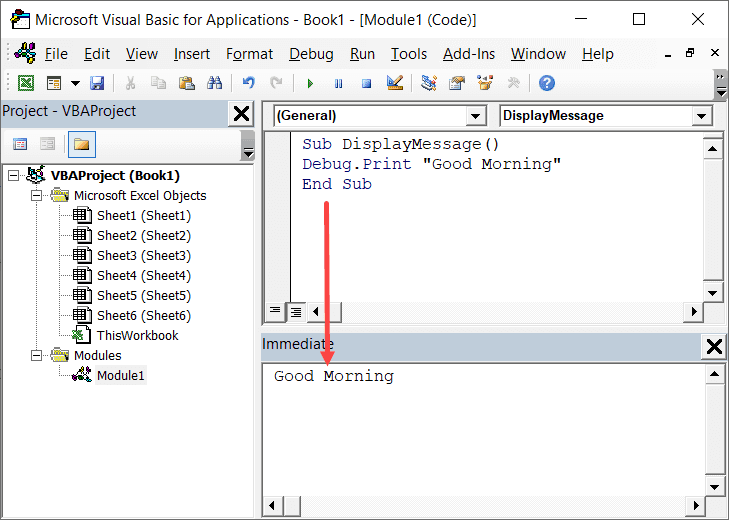 Microsoft Visual Basic for Applications - Book1 - [Module1 (Code)]
File Edit View Insert Format Debug Run Tools Add-Ins Window Help
Project - VBAProject
VBAProject (Book1)
Microsoft Excel Objects
Sheet1 (Sheet1)
Sheet2 (Sheet2)
Sheet3 (Sheet3)
Sheet4 (Sheet4)
Sheet5 (Sheet5)
Sheet6 (Sheet6)
ThisWorkbook
Modules
Module1
(General) DisplayMessage
Sub DisplayMessage()
Debug.Print "Good Morning"
End Sub
Immediate
Good Morning